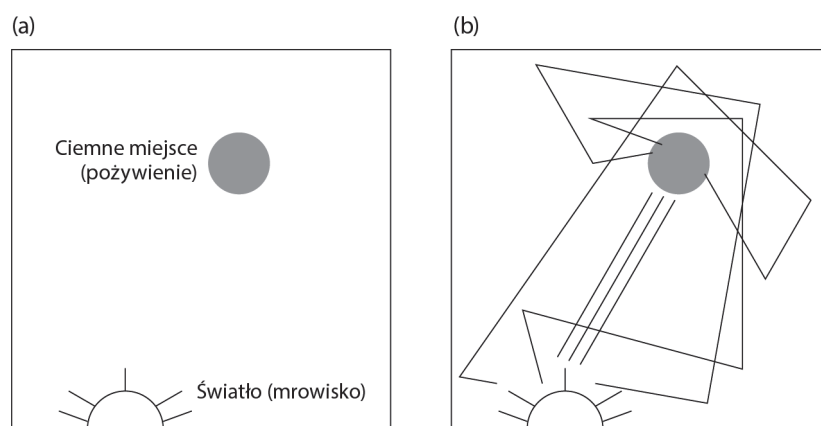 (a)
(b)
Ciemne miejsce
(pożywienie)
Światło (mrowisko)